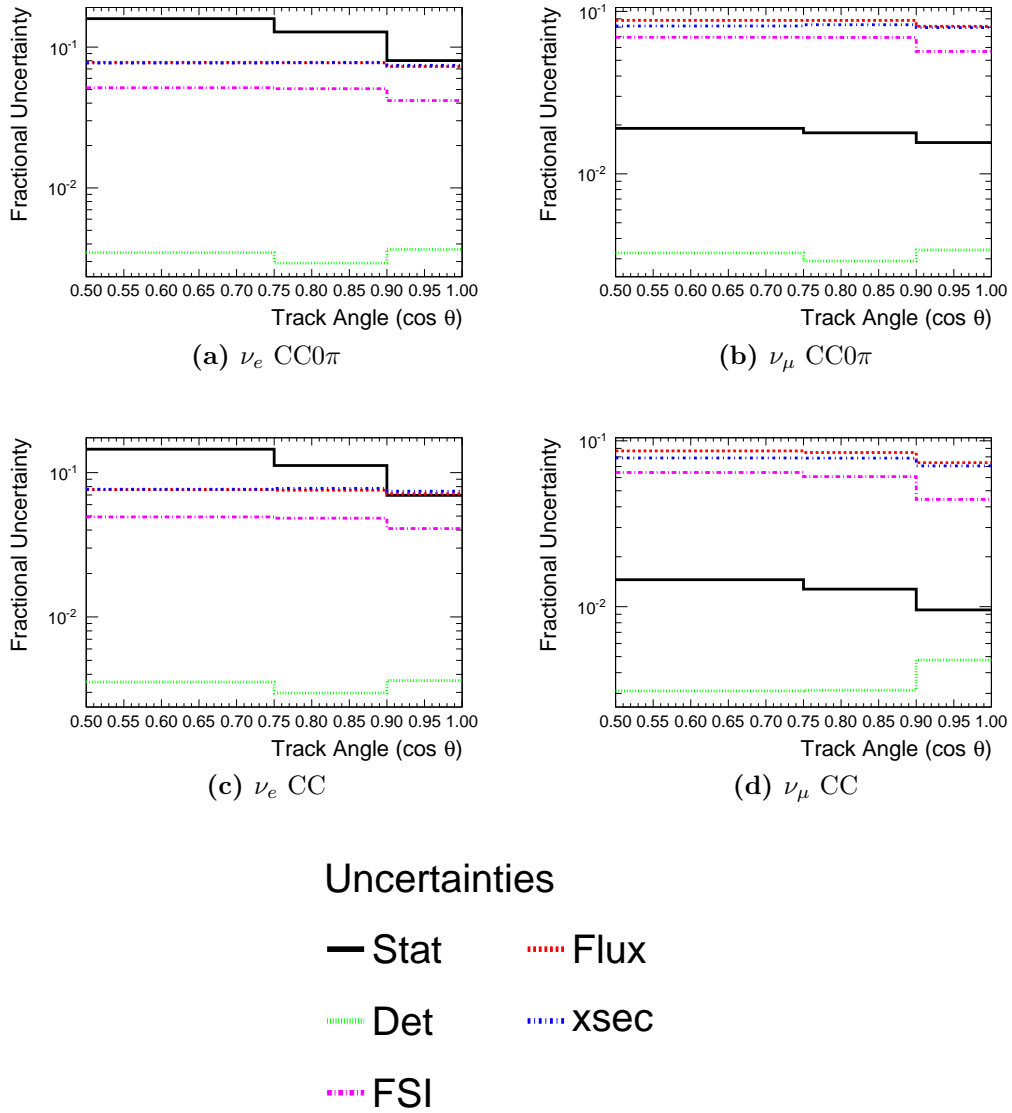 Fractional Uncertainty
10⁻¹
10⁻²
0.50 0.55 0.60 0.65 0.70 0.75 0.80 0.85 0.90 0.95 1.00
Track Angle (cos θ)
(a) νₑ CC0π
Fractional Uncertainty
10⁻¹
10⁻²
0.50 0.55 0.60 0.65 0.70 0.75 0.80 0.85 0.90 0.95 1.00
Track Angle (cos θ)
(b) ν_μ CC0π
Fractional Uncertainty
10⁻¹
10⁻²
0.50 0.55 0.60 0.65 0.70 0.75 0.80 0.85 0.90 0.95 1.00
Track Angle (cos θ)
(c) νₑ CC
Fractional Uncertainty
10⁻¹
10⁻²
0.50 0.55 0.60 0.65 0.70 0.75 0.80 0.85 0.90 0.95 1.00
Track Angle (cos θ)
(d) ν_μ CC
Uncertainties
Stat Flux
Det xsec
FSI